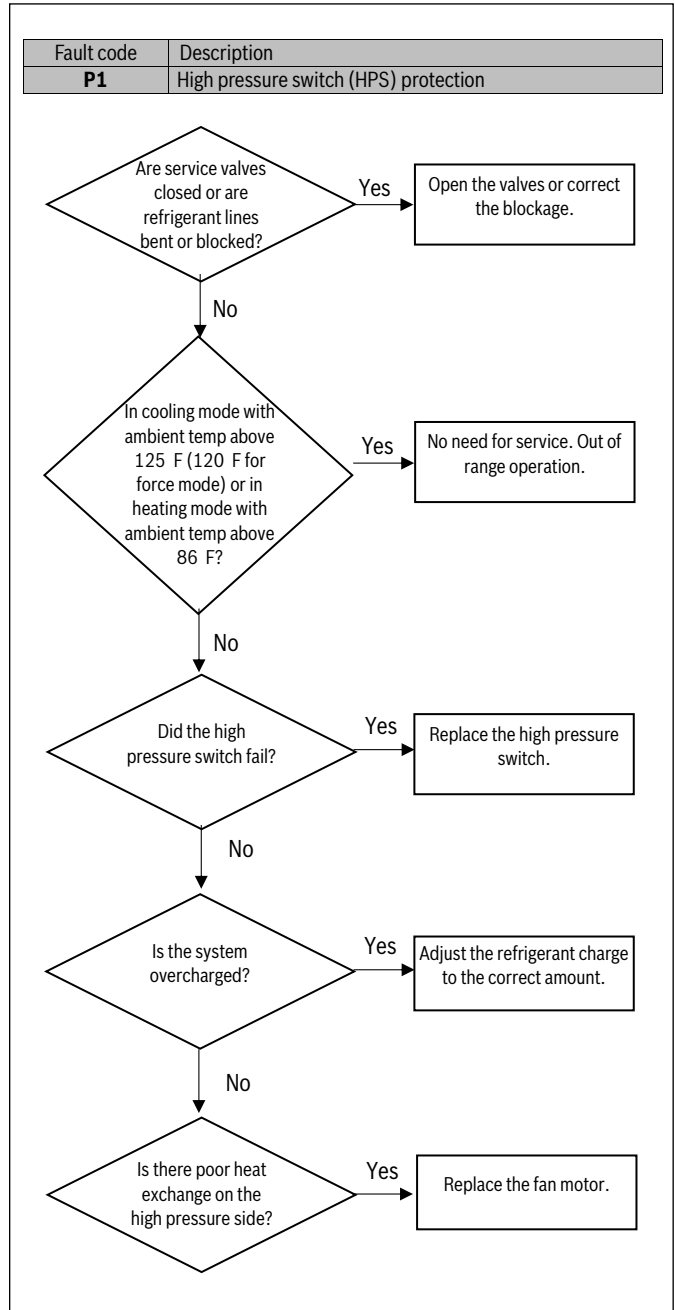 Fault code Description
P1 High pressure switch (HPS) protection
Are service valves
closed or are
refrigerant lines
bent or blocked?
Yes
Open the valves or correct
the blockage.
No
In cooling mode with
ambient temp above
125 F (120 F for
force mode) or in
heating mode with
ambient temp above
86 F?
Yes
No need for service. Out of
range operation.
No
Did the high
pressure switch fail?
Yes
Replace the high pressure
switch.
No
Is the system
overcharged?
Yes
Adjust the refrigerant charge
to the correct amount.
No
Is there poor heat
exchange on the
high pressure side?
Yes
Replace the fan motor.